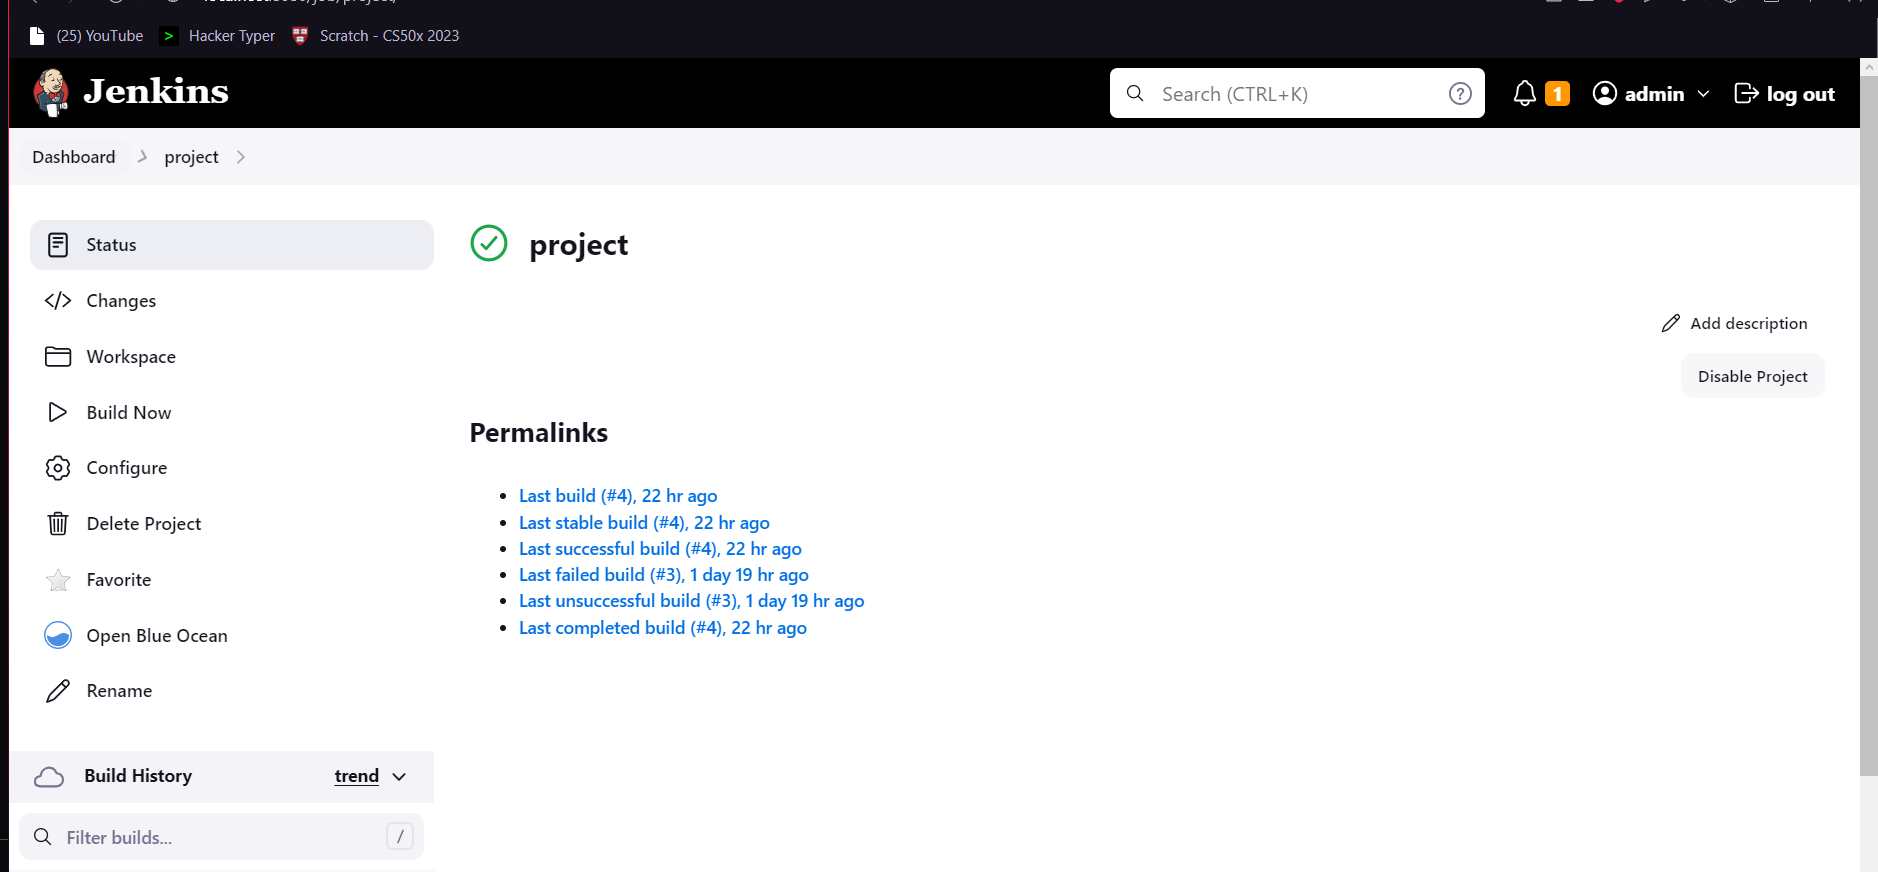 (25) YouTube > Hacker Typer Scratch - CS50x 2023
Jenkins Search (CTRL+K) ? 1 admin log out
Dashboard project
Status
Changes
Workspace
Build Now
Configure
Delete Project
Favorite
Open Blue Ocean
Rename
Build History trend
Filter builds... /
project
Add description
Disable Project
Permalinks
• Last build (#4), 22 hr ago
• Last stable build (#4), 22 hr ago
• Last successful build (#4), 22 hr ago
• Last failed build (#3), 1 day 19 hr ago
• Last unsuccessful build (#3), 1 day 19 hr ago
• Last completed build (#4), 22 hr ago